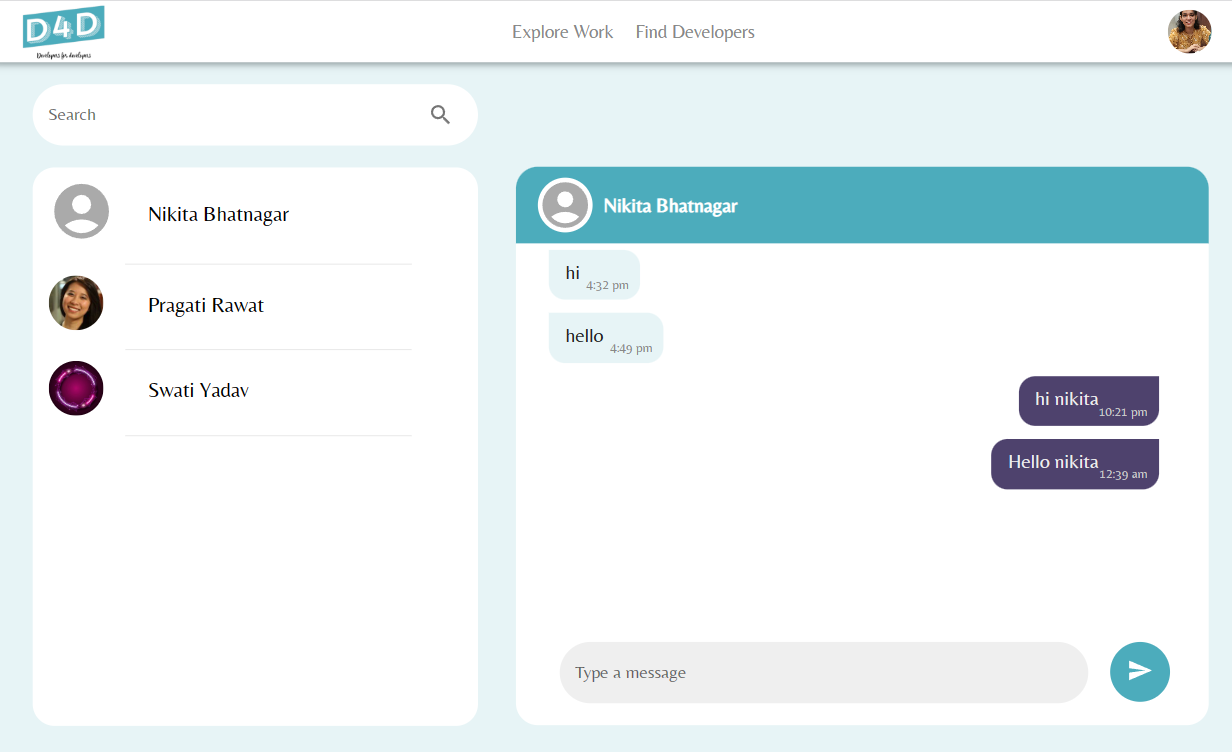 D4D
Developers for developers
Explore Work
Find Developers
Search
Nikita Bhatnagar
Pragati Rawat
Swati Yadav
Nikita Bhatnagar
hi
4:32 pm
hello
4:49 pm
hi nikita
10:21 pm
Hello nikita
12:39 am
Type a message